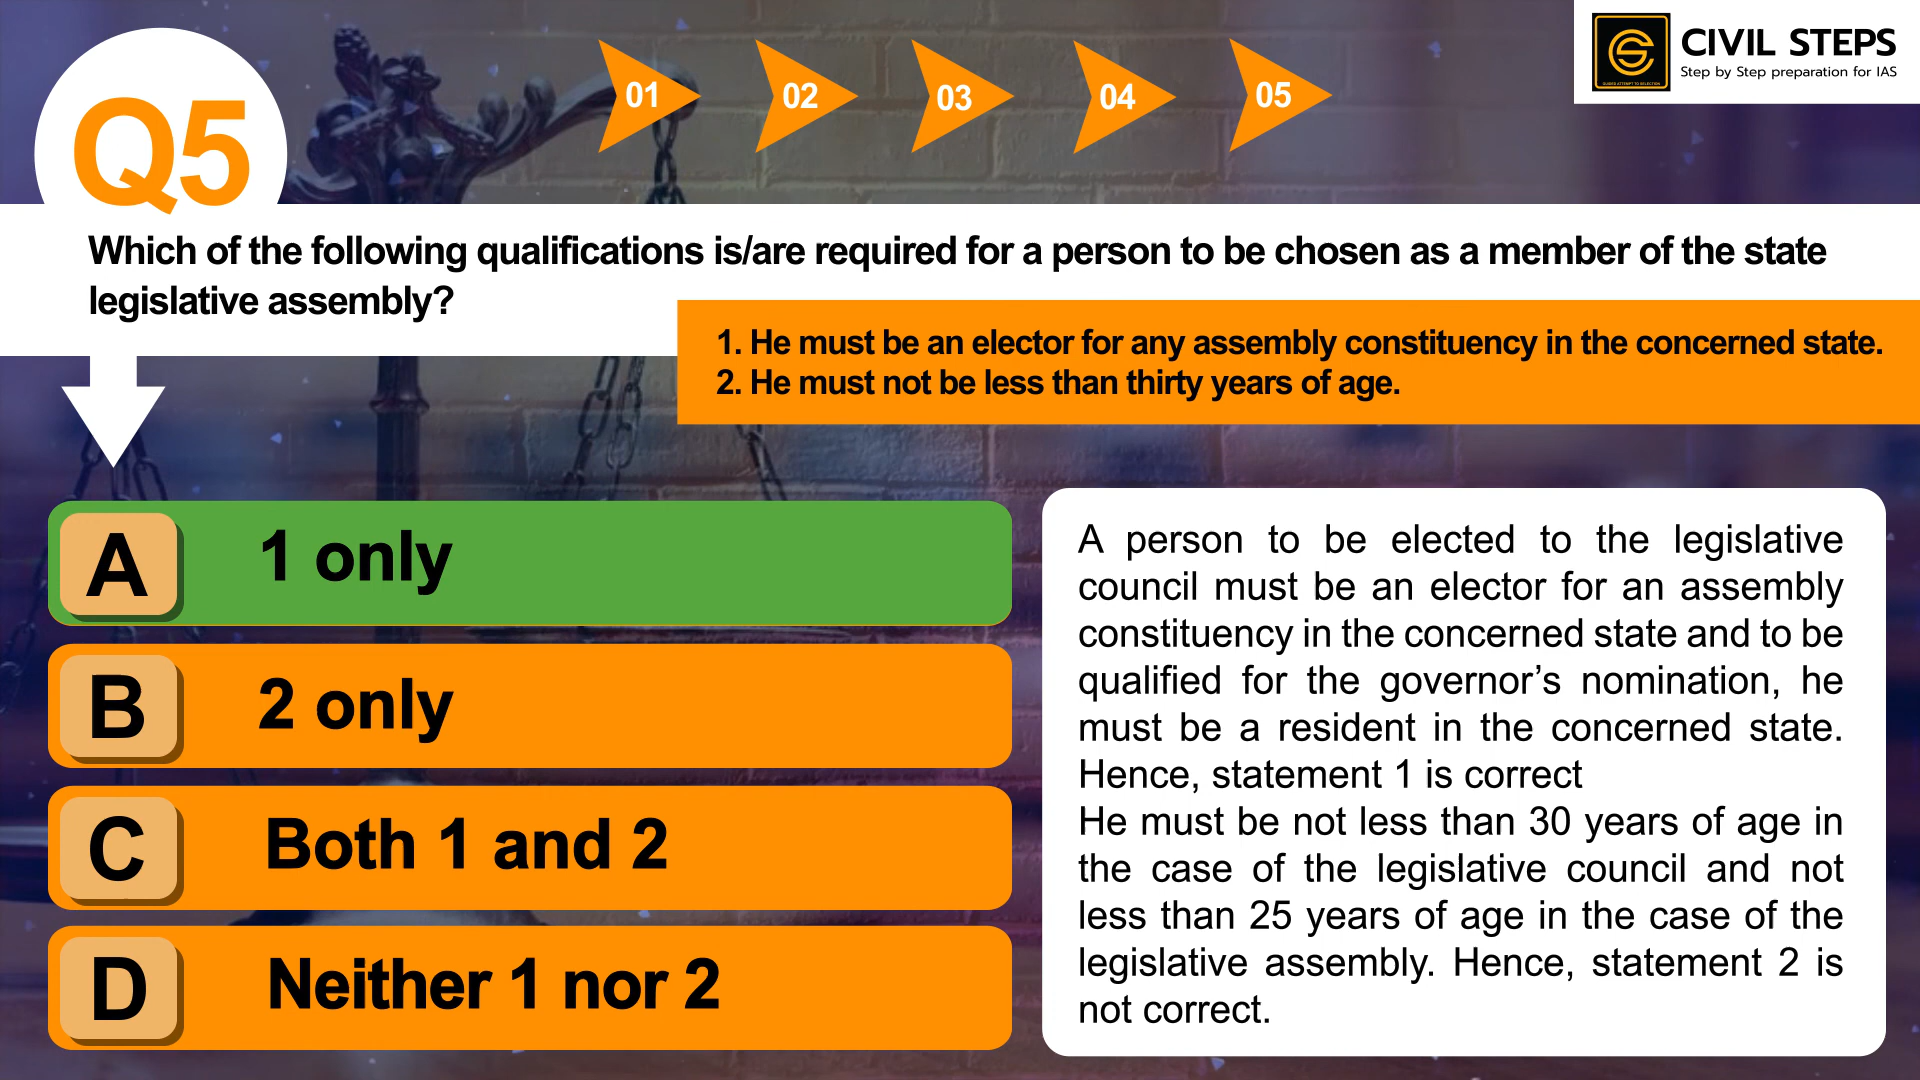 Q5
01
02
03
04
05
CIVIL STEPS
Step by Step preparation for IAS
Which of the following qualifications is/are required for a person to be chosen as a member of the state
legislative assembly?
1. He must be an elector for any assembly constituency in the concerned state.
2. He must not be less than thirty years of age.
A 1 only
B 2 only
C Both 1 and 2
D Neither 1 nor 2
A person to be elected to the legislative
council must be an elector for an assembly
constituency in the concerned state and to be
qualified for the governor’s nomination, he
must be a resident in the concerned state.
Hence, statement 1 is correct
He must be not less than 30 years of age in
the case of the legislative council and not
less than 25 years of age in the case of the
legislative assembly. Hence, statement 2 is
not correct.